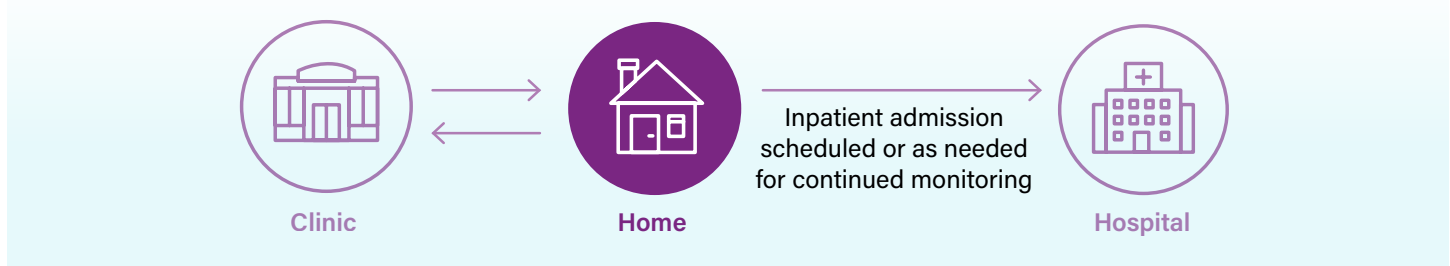 Inpatient admission
scheduled or as needed
for continued monitoring
Clinic
Home
Hospital